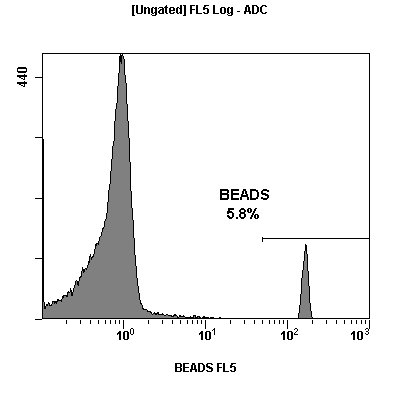 [Ungated] FL5 Log - ADC
440
BEADS
5.8%
10⁰ 10¹ 10² 10³
BEADS FL5